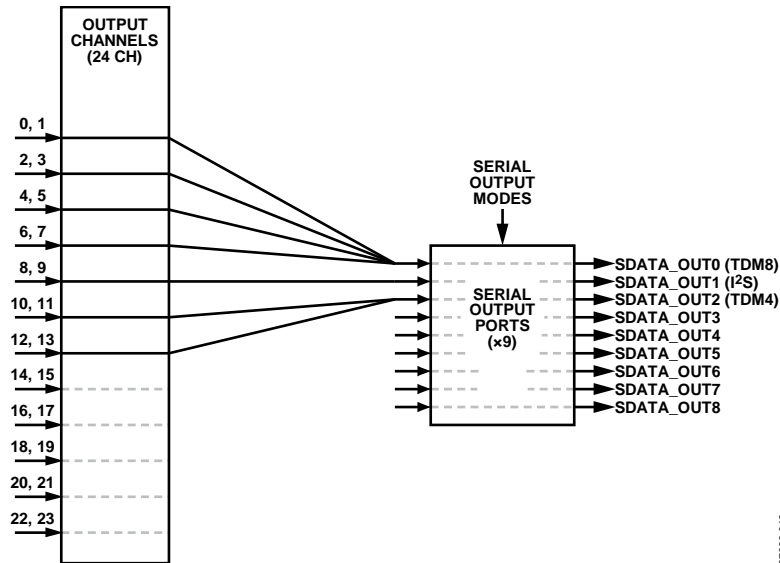 OUTPUT
CHANNELS
(24 CH)
0, 1
2, 3
4, 5
6, 7
8, 9
10, 11
12, 13
14, 15
16, 17
18, 19
20, 21
22, 23
SERIAL
OUTPUT
MODES
SERIAL
OUTPUT
PORTS
(×9)
SDATA_OUT0 (TDM8)
SDATA_OUT1 (I²S)
SDATA_OUT2 (TDM4)
SDATA_OUT3
SDATA_OUT4
SDATA_OUT5
SDATA_OUT6
SDATA_OUT7
SDATA_OUT8